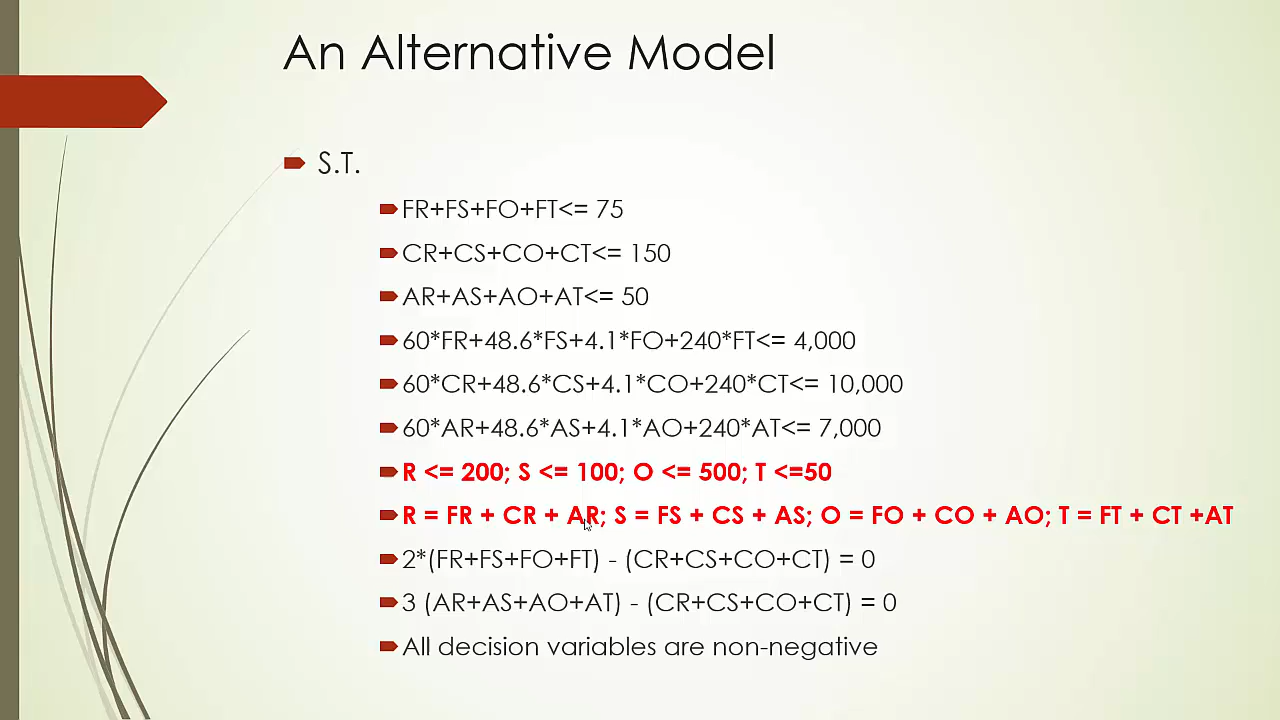 An Alternative Model
S.T.
FR+FS+FO+FT<= 75
CR+CS+CO+CT<= 150
AR+AS+AO+AT<= 50
60*FR+48.6*FS+4.1*FO+240*FT<= 4,000
60*CR+48.6*CS+4.1*CO+240*CT<= 10,000
60*AR+48.6*AS+4.1*AO+240*AT<= 7,000
R <= 200; S <= 100; O <= 500; T <=50
R = FR + CR + AR; S = FS + CS + AS; O = FO + CO + AO; T = FT + CT +AT
2*(FR+FS+FO+FT) - (CR+CS+CO+CT) = 0
3 (AR+AS+AO+AT) - (CR+CS+CO+CT) = 0
All decision variables are non-negative